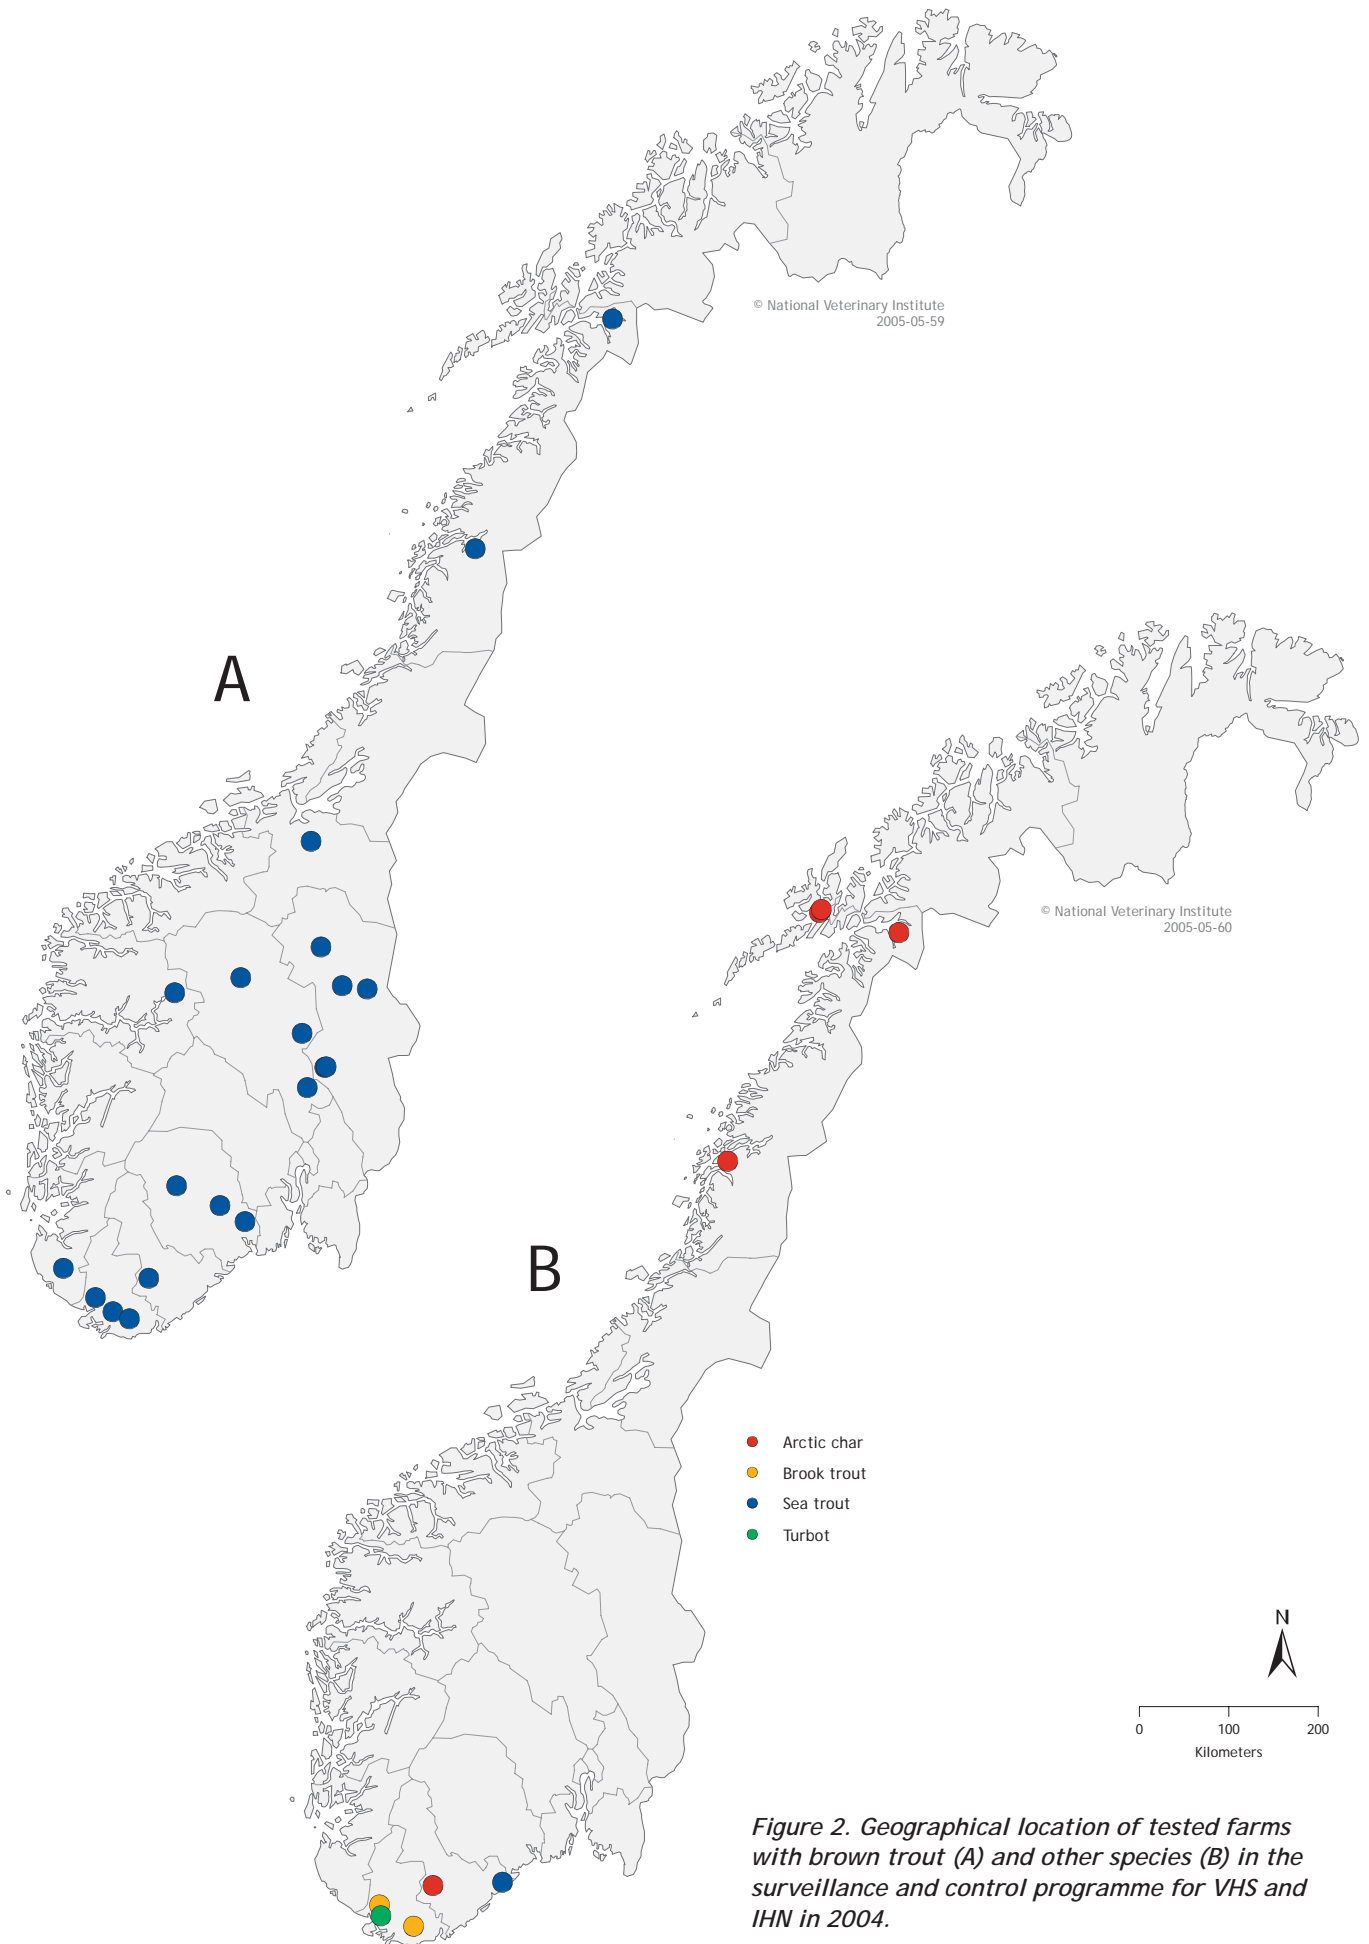 © National Veterinary Institute
2005-05-59
A
© National Veterinary Institute
2005-05-60
B
Arctic char
Brook trout
Sea trout
Turbot
N
0 100 200
Kilometers
Figure 2. Geographical location of tested farms
with brown trout (A) and other species (B) in the
surveillance and control programme for VHS and
IHN in 2004.